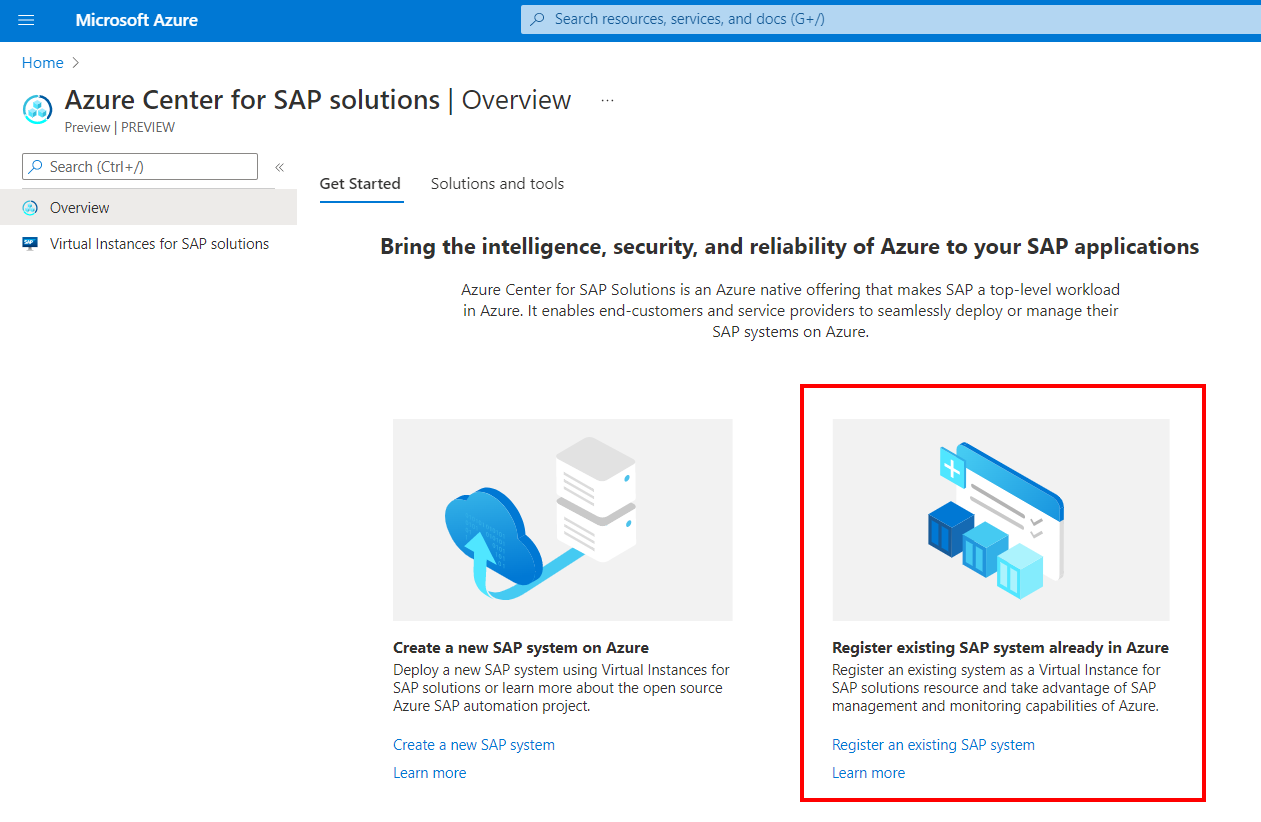 Microsoft Azure
Search resources, services, and docs (G+/)
Home >
Azure Center for SAP solutions | Overview ...
Preview | PREVIEW
Search (Ctrl+/) «
Overview
SAP Virtual Instances for SAP solutions
Get Started Solutions and tools
Bring the intelligence, security, and reliability of Azure to your SAP applications
Azure Center for SAP Solutions is an Azure native offering that makes SAP a top-level workload
in Azure. It enables end-customers and service providers to seamlessly deploy or manage their
SAP systems on Azure.
Create a new SAP system on Azure
Deploy a new SAP system using Virtual Instances for
SAP solutions or learn more about the open source
Azure SAP automation project.
Create a new SAP system
Learn more
Register existing SAP system already in Azure
Register an existing system as a Virtual Instance for
SAP solutions resource and take advantage of SAP
management and monitoring capabilities of Azure.
Register an existing SAP system
Learn more